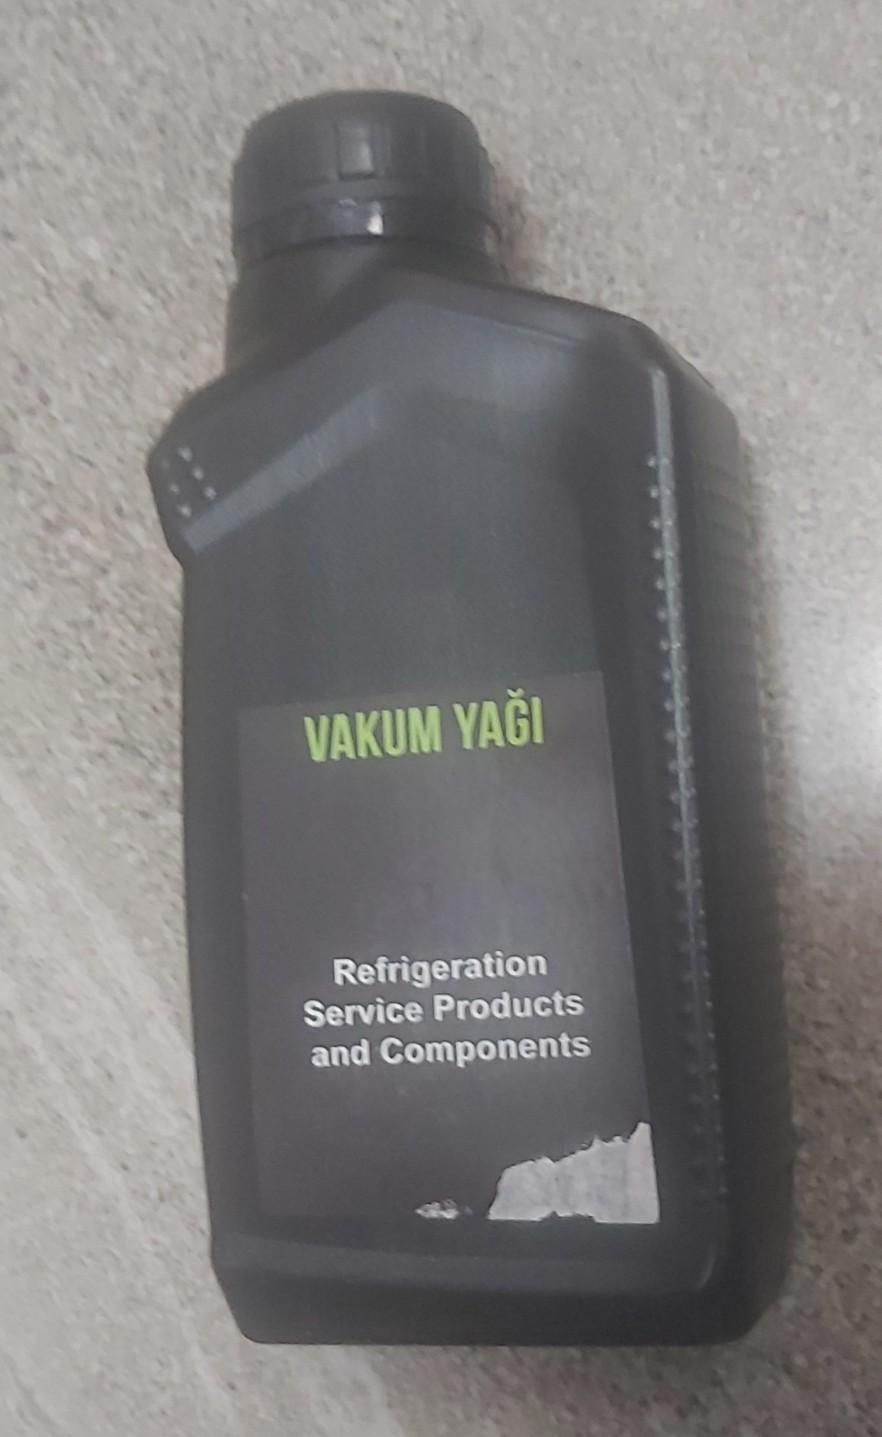 VAKUM YAĞI
Refrigeration
Service Products
and Components